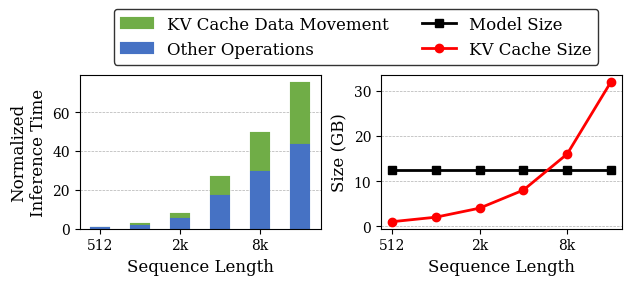 KV Cache Data Movement
Other Operations
Model Size
KV Cache Size
Normalized
Inference Time
60
40
20
0
512
2k
8k
Sequence Length
Size (GB)
30
20
10
0
512
2k
8k
Sequence Length